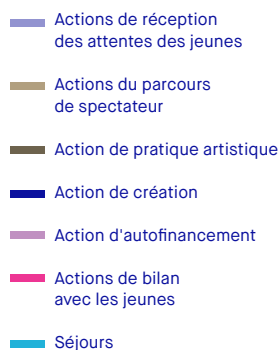 Actions de réception
des attentes des jeunes
Actions du parcours
de spectateur
Action de pratique artistique
Action de création
Action d'autofinancement
Actions de bilan
avec les jeunes
Séjours